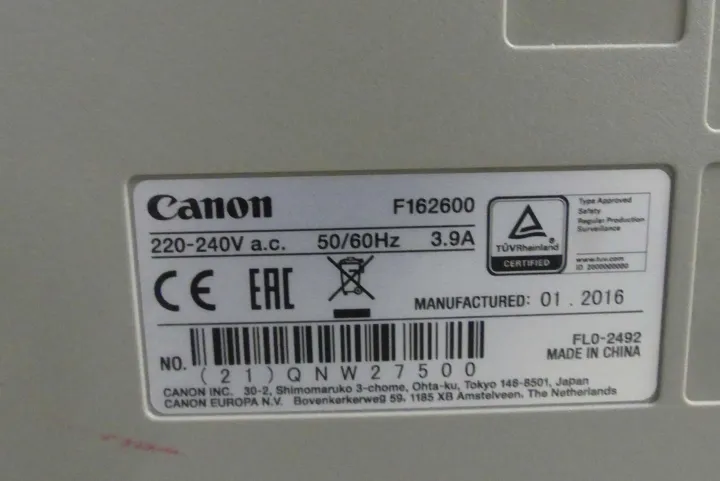 Canon F162600
220-240V a.c. 50/60Hz 3.9A
TÜVRheinland
CERTIFIED
Type Approved
Safety
Regular Production
Surveillance
www.tuv.com
ID 2000000000
CE EAC
MANUFACTURED: 01 . 2016
FL0-2492
MADE IN CHINA
NO. (21)QNW27500
CANON INC. 30-2, Shimomaruko 3-chome, Ohta-ku, Tokyo 146-8501, Japan
CANON EUROPA N.V. Bovenkerkerweg 59, 1185 XB Amstelveen, The Netherlands